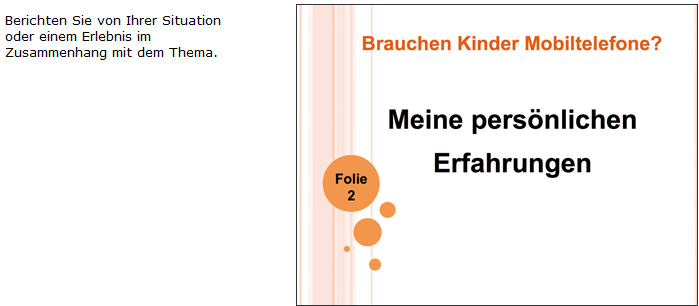 Berichten Sie von Ihrer Situation
oder einem Erlebnis im
Zusammenhang mit dem Thema.
Brauchen Kinder Mobiltelefone?
Meine persönlichen
Erfahrungen
Folie
2